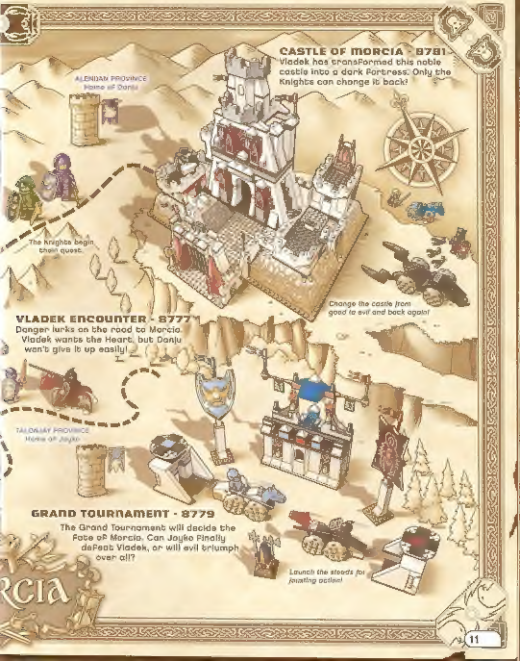 CASTLE OF MORCIA - 8781
Vladek has transformed this noble
castle into a dark fortress. Only the
Knights can change it back!
ALENDAN PROVINCE
Home of Danju
The Knights begin
their quest.
Change the castle from
good to evil and back again!
VLADEK ENCOUNTER - 8777
Danger lurks on the road to Morcia.
Vladek wants the Heart, but Danju
won't give it up easily!
TALONJAY PROVINCE
Home of Jayko
GRAND TOURNAMENT - 8779
The Grand Tournament will decide the
fate of Morcia. Can Jayko finally
defeat Vladek, or will evil triumph
over all?
Launch the steeds for
jousting action!
RCIA
11